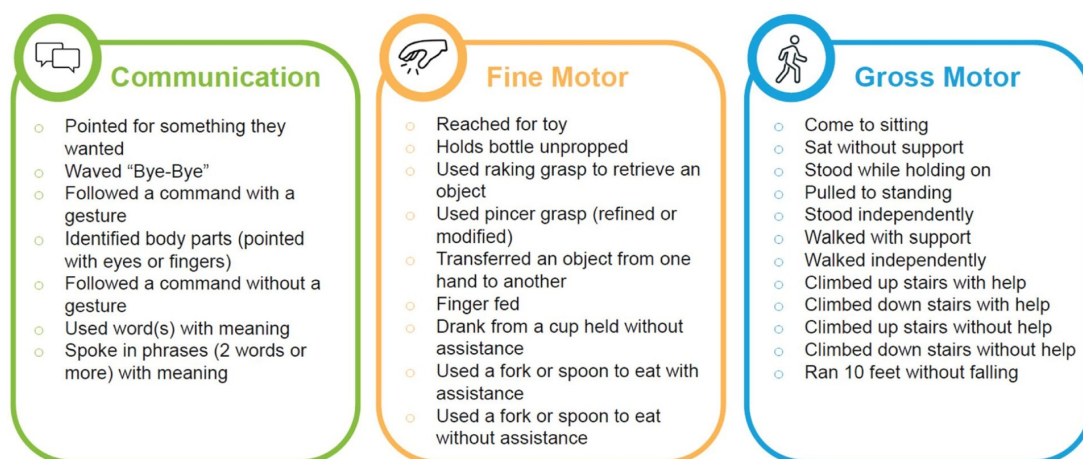 Communication
Pointed for something they
wanted
Waved “Bye-Bye”
Followed a command with a
gesture
Identified body parts (pointed
with eyes or fingers)
Followed a command without a
gesture
Used word(s) with meaning
Spoke in phrases (2 words or
more) with meaning
Fine Motor
Reached for toy
Holds bottle unpropped
Used raking grasp to retrieve an
object
Used pincer grasp (refined or
modified)
Transferred an object from one
hand to another
Finger fed
Drank from a cup held without
assistance
Used a fork or spoon to eat with
assistance
Used a fork or spoon to eat
without assistance
Gross Motor
Come to sitting
Sat without support
Stood while holding on
Pulled to standing
Stood independently
Walked with support
Walked independently
Climbed up stairs with help
Climbed down stairs with help
Climbed up stairs without help
Climbed down stairs without help
Ran 10 feet without falling